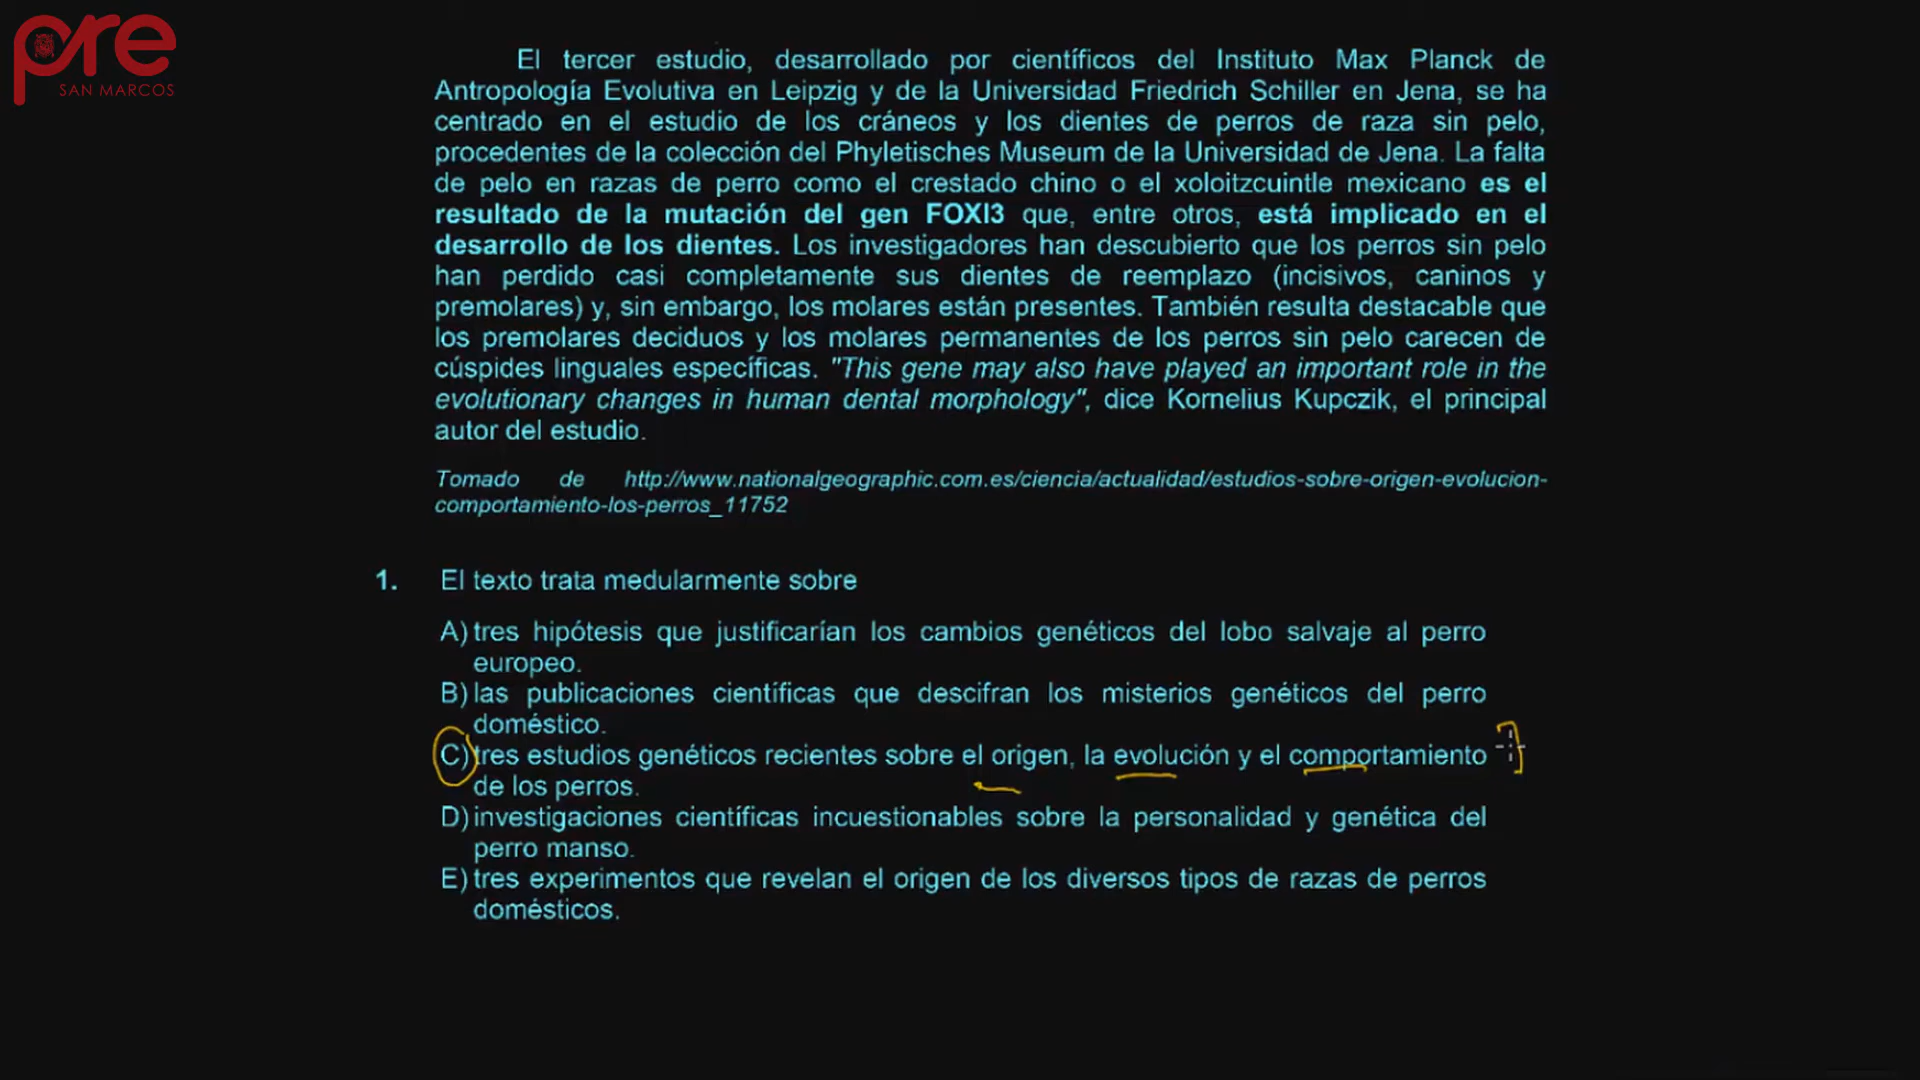 pre
SAN MARCOS
El tercer estudio, desarrollado por científicos del Instituto Max Planck de
Antropología Evolutiva en Leipzig y de la Universidad Friedrich Schiller en Jena, se ha
centrado en el estudio de los cráneos y los dientes de perros de raza sin pelo,
procedentes de la colección del Phyletisches Museum de la Universidad de Jena. La falta
de pelo en razas de perro como el crestado chino o el xoloitzcuintle mexicano es el
resultado de la mutación del gen FOXI3 que, entre otros, está implicado en el
desarrollo de los dientes. Los investigadores han descubierto que los perros sin pelo
han perdido casi completamente sus dientes de reemplazo (incisivos, caninos y
premolares) y, sin embargo, los molares están presentes. También resulta destacable que
los premolares deciduos y los molares permanentes de los perros sin pelo carecen de
cúspides linguales específicas. "This gene may also have played an important role in the
evolutionary changes in human dental morphology", dice Kornelius Kupczik, el principal
autor del estudio.
Tomado de http://www.nationalgeographic.com.es/ciencia/actualidad/estudios-sobre-origen-evolucion-
comportamiento-los-perros_11752
1. El texto trata medularmente sobre
A) tres hipótesis que justificarían los cambios genéticos del lobo salvaje al perro
europeo.
B) las publicaciones científicas que descifran los misterios genéticos del perro
doméstico.
C) tres estudios genéticos recientes sobre el origen, la evolución y el comportamiento
de los perros.
D) investigaciones científicas incuestionables sobre la personalidad y genética del
perro manso.
E) tres experimentos que revelan el origen de los diversos tipos de razas de perros
domésticos.